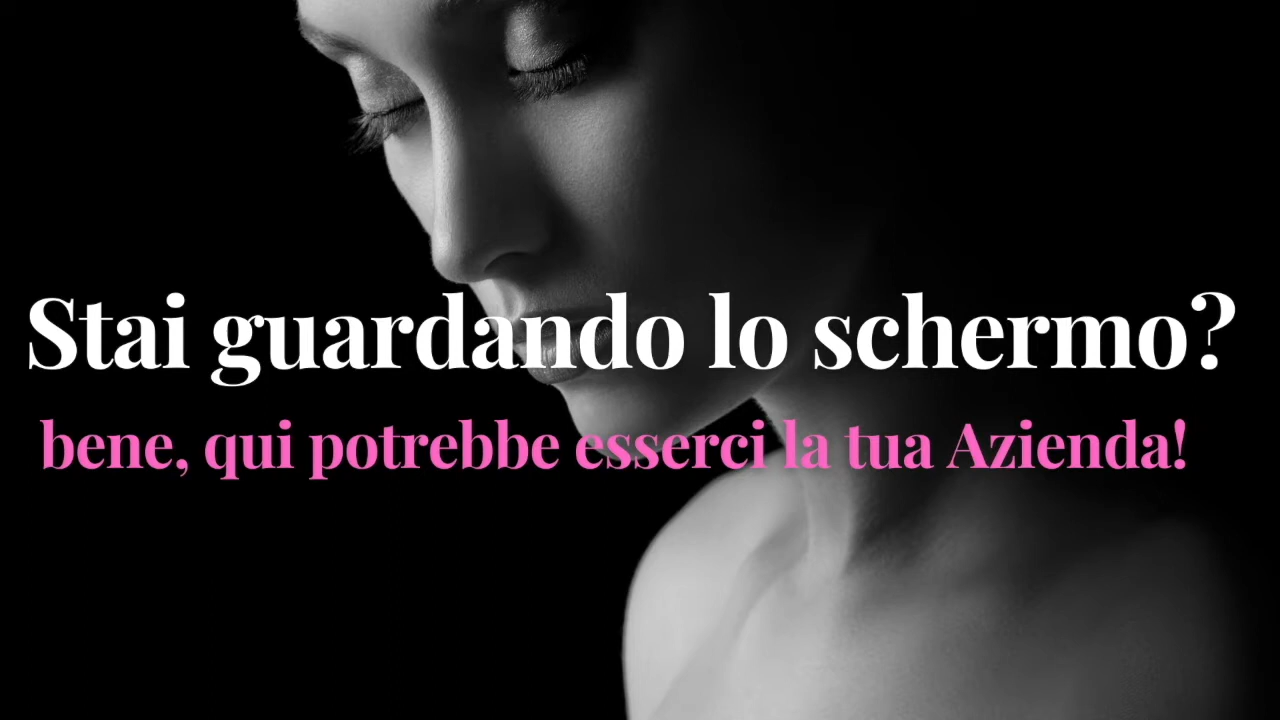 Stai guardando lo schermo?
bene, qui potrebbe esserci la tua Azienda!